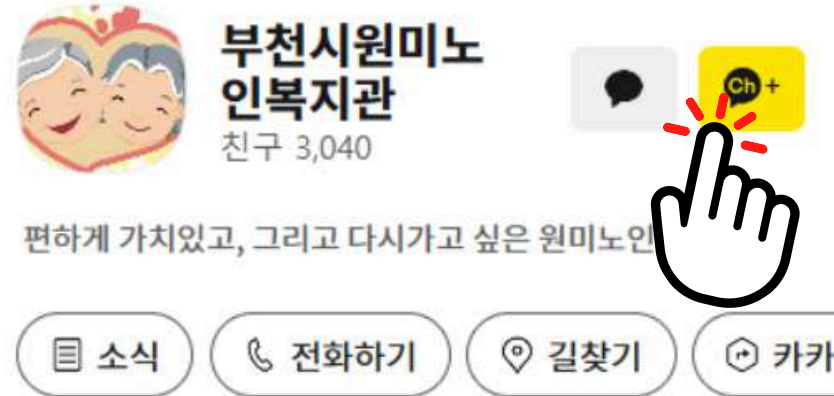 부천시원미노
인복지관
Ch+
친구 3,040
편하게 가치있고, 그리고 다시가고 싶은 원미노인
소식 전화하기 길찾기 카카